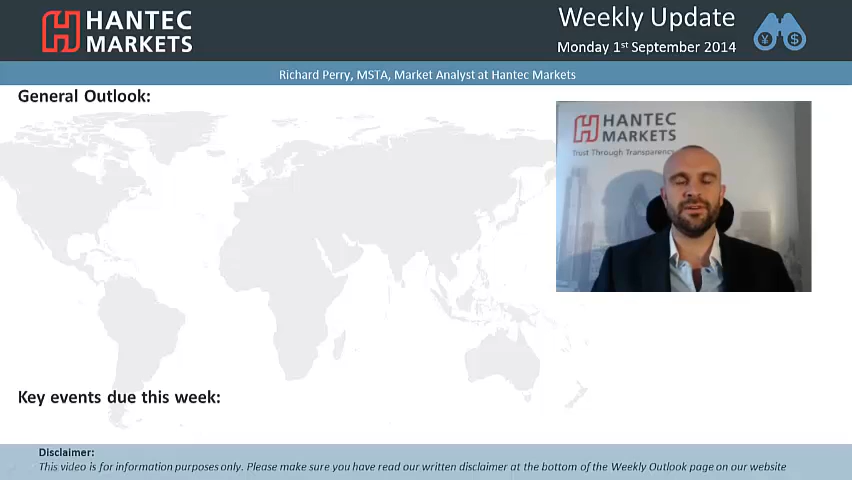 HANTEC
MARKETS
Weekly Update
Monday 1st September 2014
Richard Perry, MSTA, Market Analyst at Hantec Markets
General Outlook:
HANTEC
MARKETS
Trust Through Transparency
Key events due this week:
Disclaimer:
This video is for information purposes only. Please make sure you have read our written disclaimer at the bottom of the Weekly Outlook page on our website